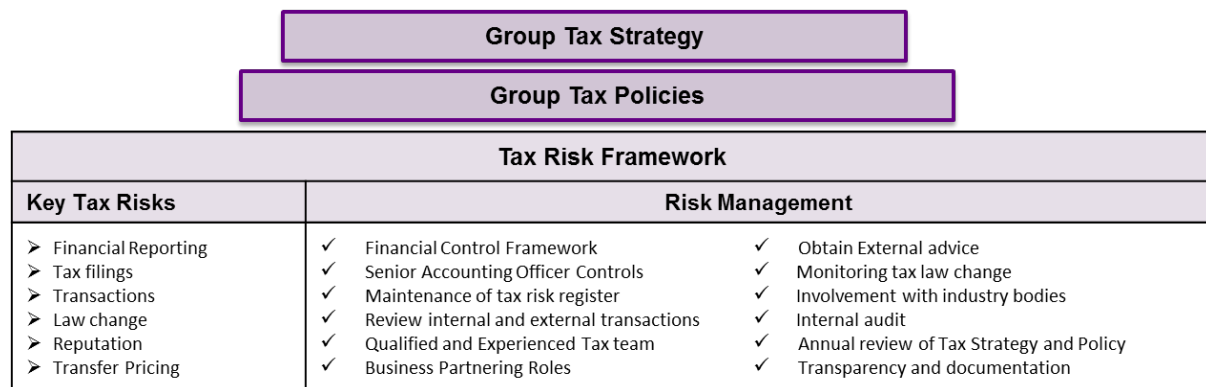 Group Tax Strategy
Group Tax Policies
Tax Risk Framework
Key Tax Risks
Risk Management
➢ Financial Reporting
➢ Tax filings
➢ Transactions
➢ Law change
➢ Reputation
➢ Transfer Pricing
✓ Financial Control Framework
✓ Senior Accounting Officer Controls
✓ Maintenance of tax risk register
✓ Review internal and external transactions
✓ Qualified and Experienced Tax team
✓ Business Partnering Roles
✓ Obtain External advice
✓ Monitoring tax law change
✓ Involvement with industry bodies
✓ Internal audit
✓ Annual review of Tax Strategy and Policy
✓ Transparency and documentation